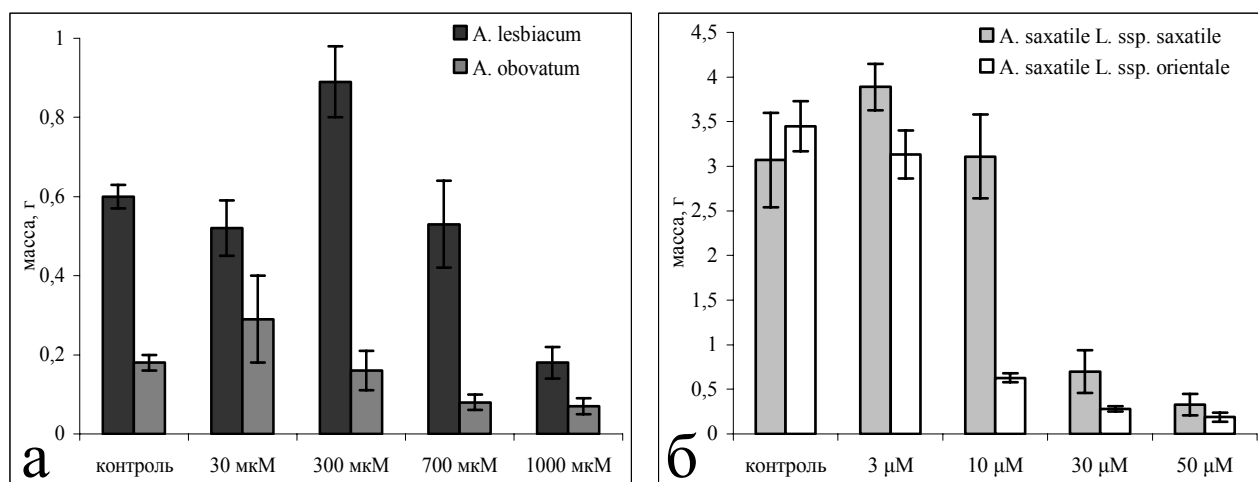 1
0,8
0,6
0,4
0,2
0
масса, г
A. lesbiacum
A. obovatum
контроль 30 мкМ 300 мкМ 700 мкМ 1000 мкМ
а
4,5
4
3,5
3
2,5
2
1,5
1
0,5
0
масса, г
A. saxatile L. ssp. saxatile
A. saxatile L. ssp. orientale
контроль 3 μM 10 μM 30 μM 50 μM
б